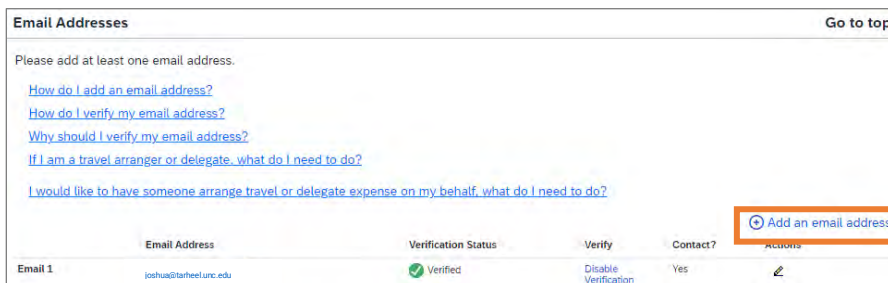 Email Addresses Go to top
Please add at least one email address.
How do I add an email address?
How do I verify my email address?
Why should I verify my email address?
If I am a travel arranger or delegate, what do I need to do?
I would like to have someone arrange travel or delegate expense on my behalf, what do I need to do?
Add an email address
Email Address Verification Status Verify Contact? Actions
Email 1 joshua@tarheel.unc.edu Verified Disable Yes
Verification